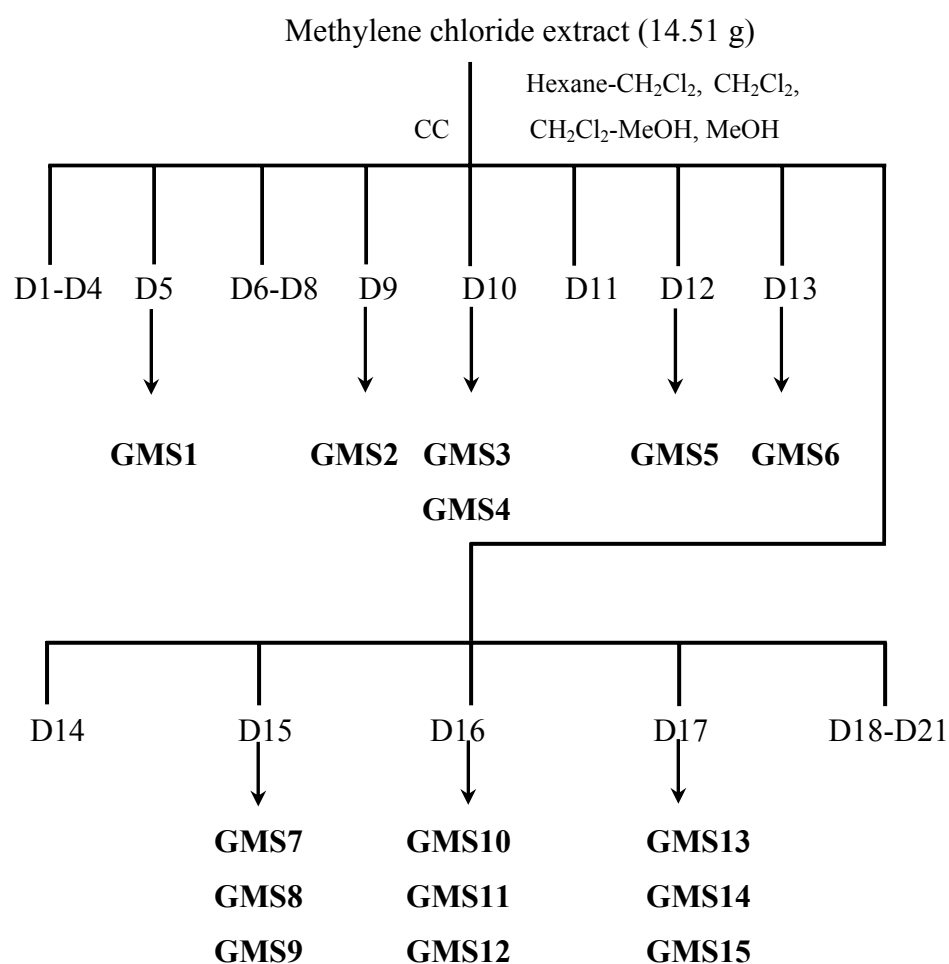 Methylene chloride extract (14.51 g)
Hexane-CH₂Cl₂, CH₂Cl₂,
CC CH₂Cl₂-MeOH, MeOH
D1-D4 D5 D6-D8 D9 D10 D11 D12 D13
GMS1 GMS2 GMS3 GMS5 GMS6
GMS4
D14 D15 D16 D17 D18-D21
GMS7 GMS10 GMS13
GMS8 GMS11 GMS14
GMS9 GMS12 GMS15